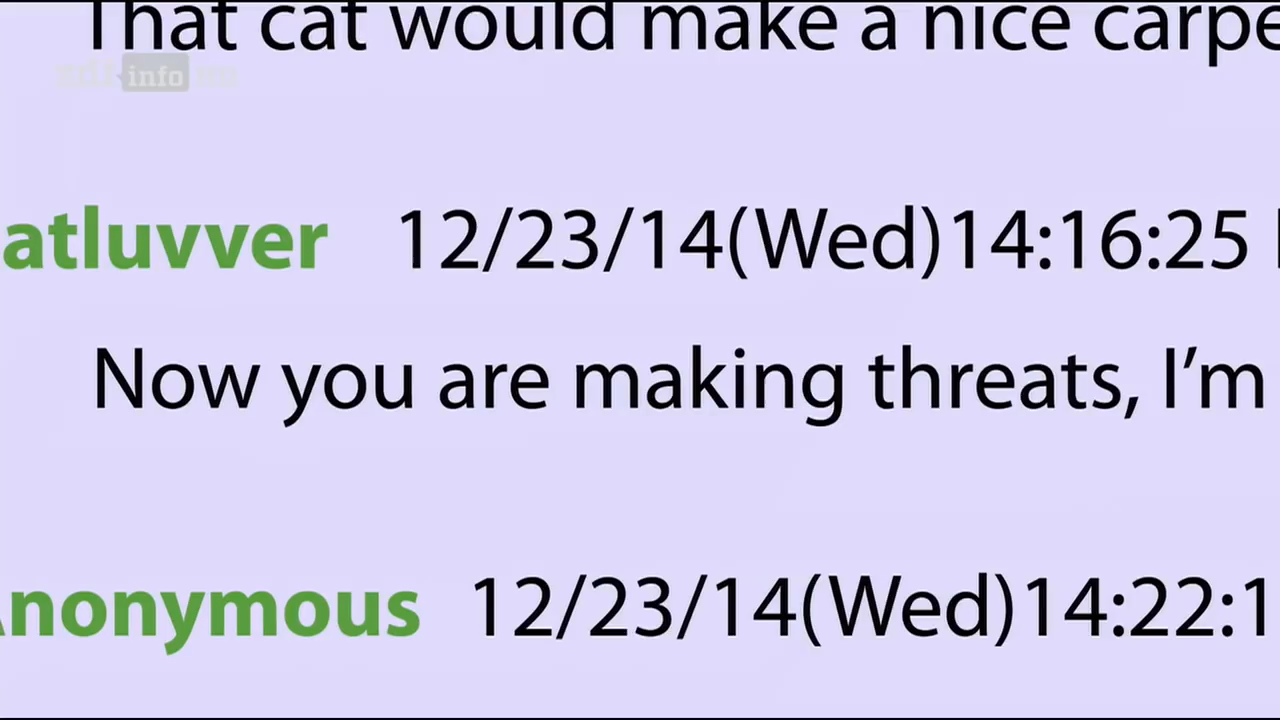 That cat would make a nice carpe
info
atluvver 12/23/14(Wed)14:16:25
Now you are making threats, I'm
nonymous 12/23/14(Wed)14:22:1